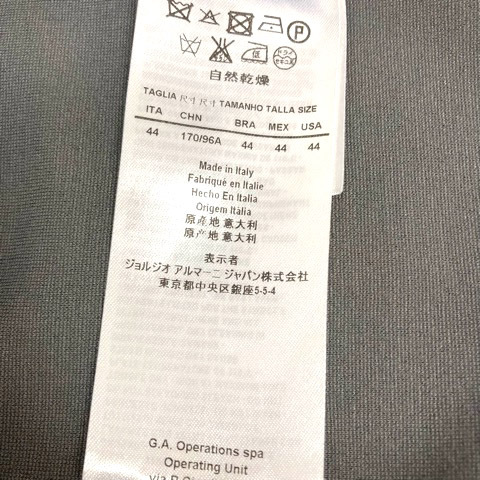 P
自然乾燥
TAGLIA 尺寸 尺寸 TAMANHO TALLA SIZE
ITA CHN BRA MEX USA
44 170/96A 44 44 44
Made in Italy
Fabriqué en Italie
Hecho En Italia
Origem Itália
原産地 意大利
原产地 意大利
表示者
ジョルジオ アルマーニ ジャパン株式会社
東京都中央区銀座5-5-4
G.A. Operations spa
Operating Unit